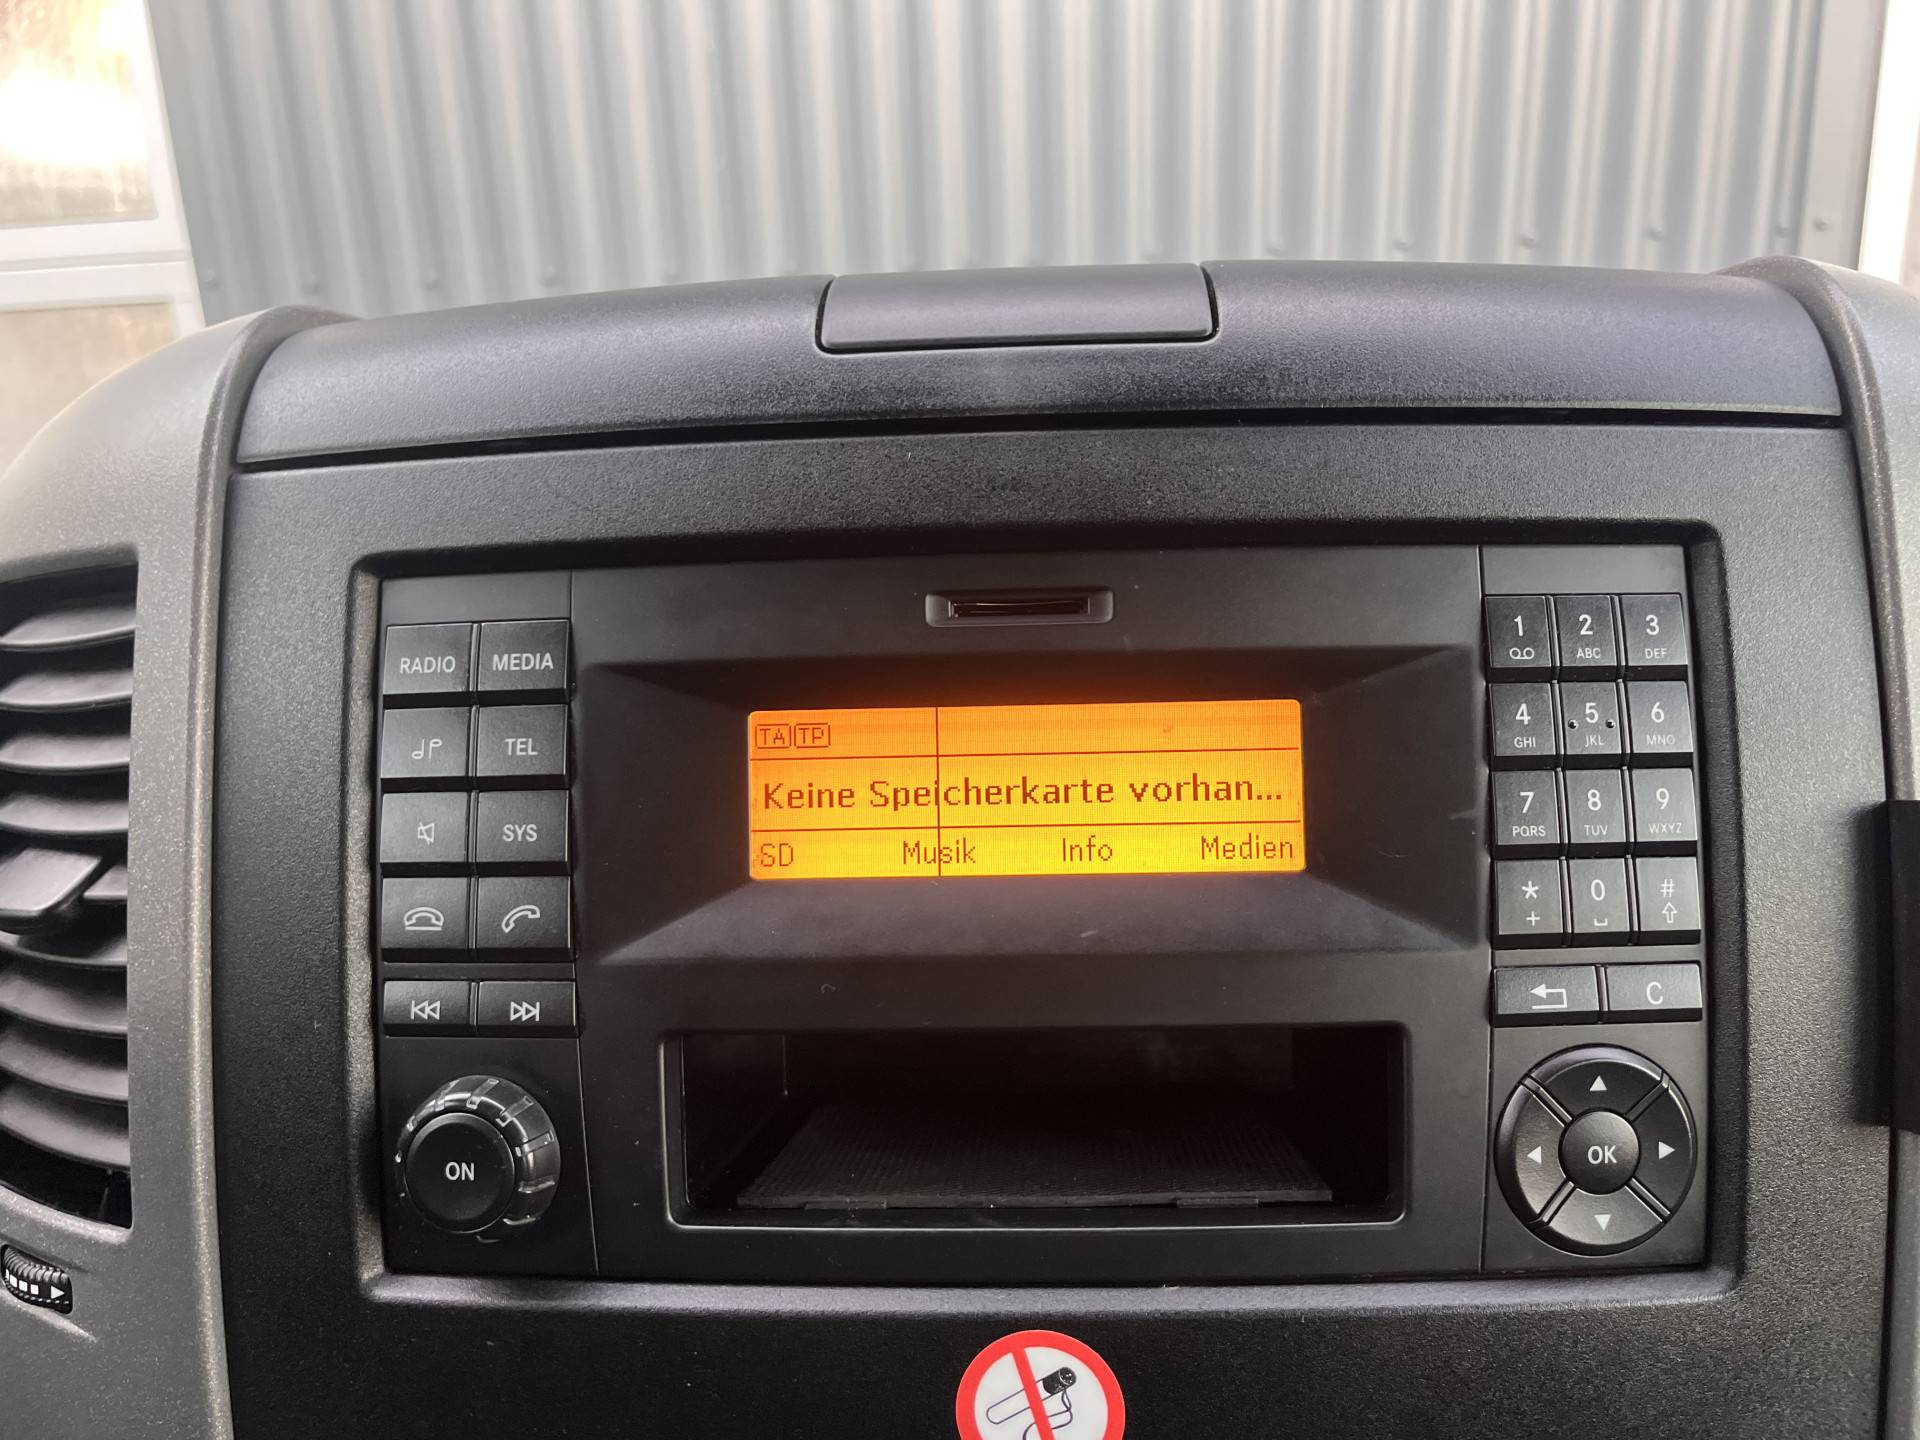 RADIO MEDIA
TEL
SYS
ON
TA TP
Keine Speicherkarte vorhan...
SD Musik Info Medien
1 2 3
ABC DEF
4 5 6
GHI JKL MNO
7 8 9
PQRS TUV WXYZ
* 0 #
+
C
OK